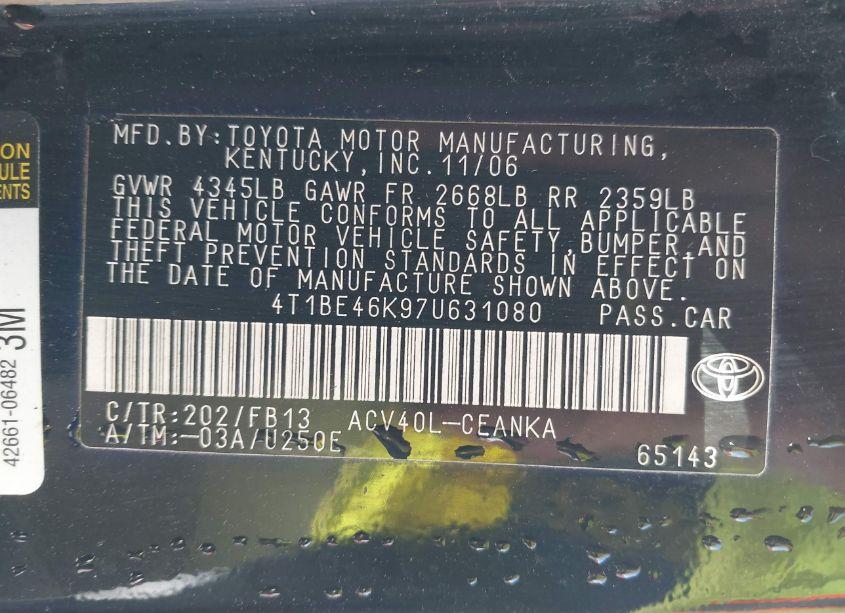 ON
ULE
ENTS
42661-06482 3M
MFD.BY:TOYOTA MOTOR MANUFACTURING,
KENTUCKY,INC.11/06
GVWR 4345LB GAWR FR 2668LB RR 2359LB
THIS VEHICLE CONFORMS TO ALL APPLICABLE
FEDERAL MOTOR VEHICLE SAFETY,BUMPER,AND
THEFT PREVENTION STANDARDS IN EFFECT ON
THE DATE OF MANUFACTURE SHOWN ABOVE.
4T1BE46K97U631080 PASS.CAR
C/TR:202/FB13 ACV40L-CEANKA
A/TM:-03A/U250E
65143